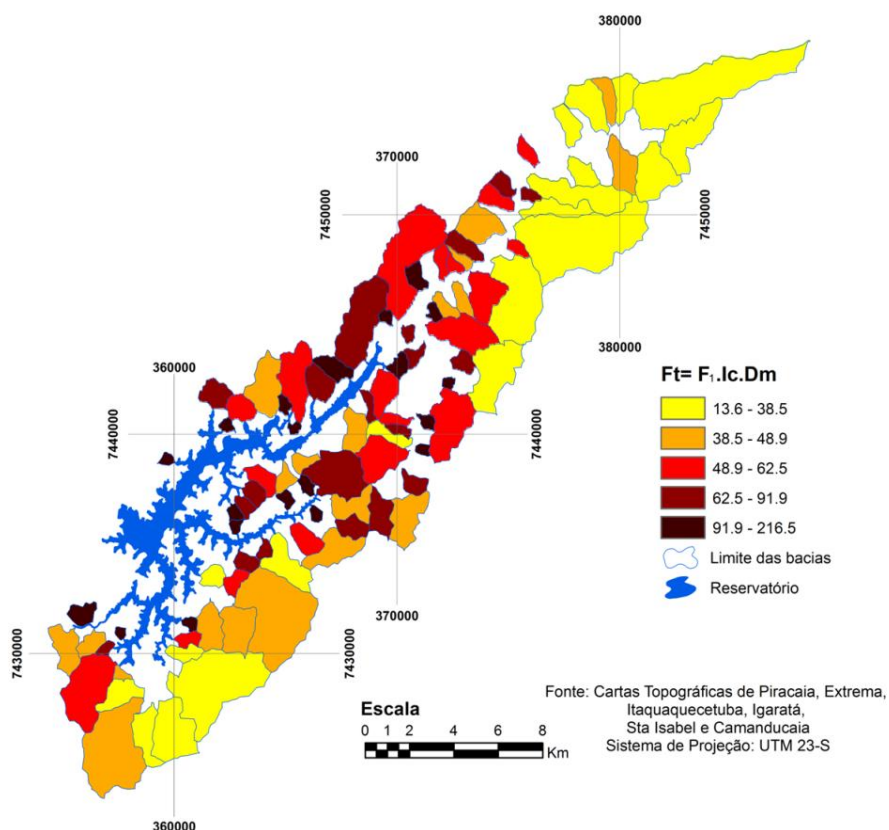 380000
370000
7450000
7450000
380000
360000
7440000
7440000
370000
7430000
7430000
360000
Ft= F₁.Ic.Dm
13.6 - 38.5
38.5 - 48.9
48.9 - 62.5
62.5 - 91.9
91.9 - 216.5
Limite das bacias
Reservatório
Escala
0 1 2 4 6 8
Km
Fonte: Cartas Topográficas de Piracaia, Extrema,
Itaquaquecetuba, Igaratá,
Sta Isabel e Camanducaia
Sistema de Projeção: UTM 23-S